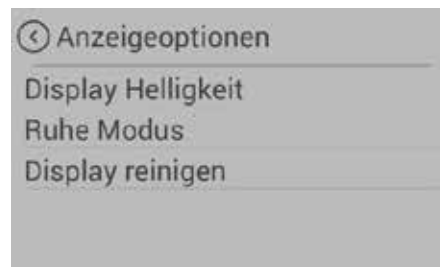 Anzeigeoptionen
Display Helligkeit
Ruhe Modus
Display reinigen